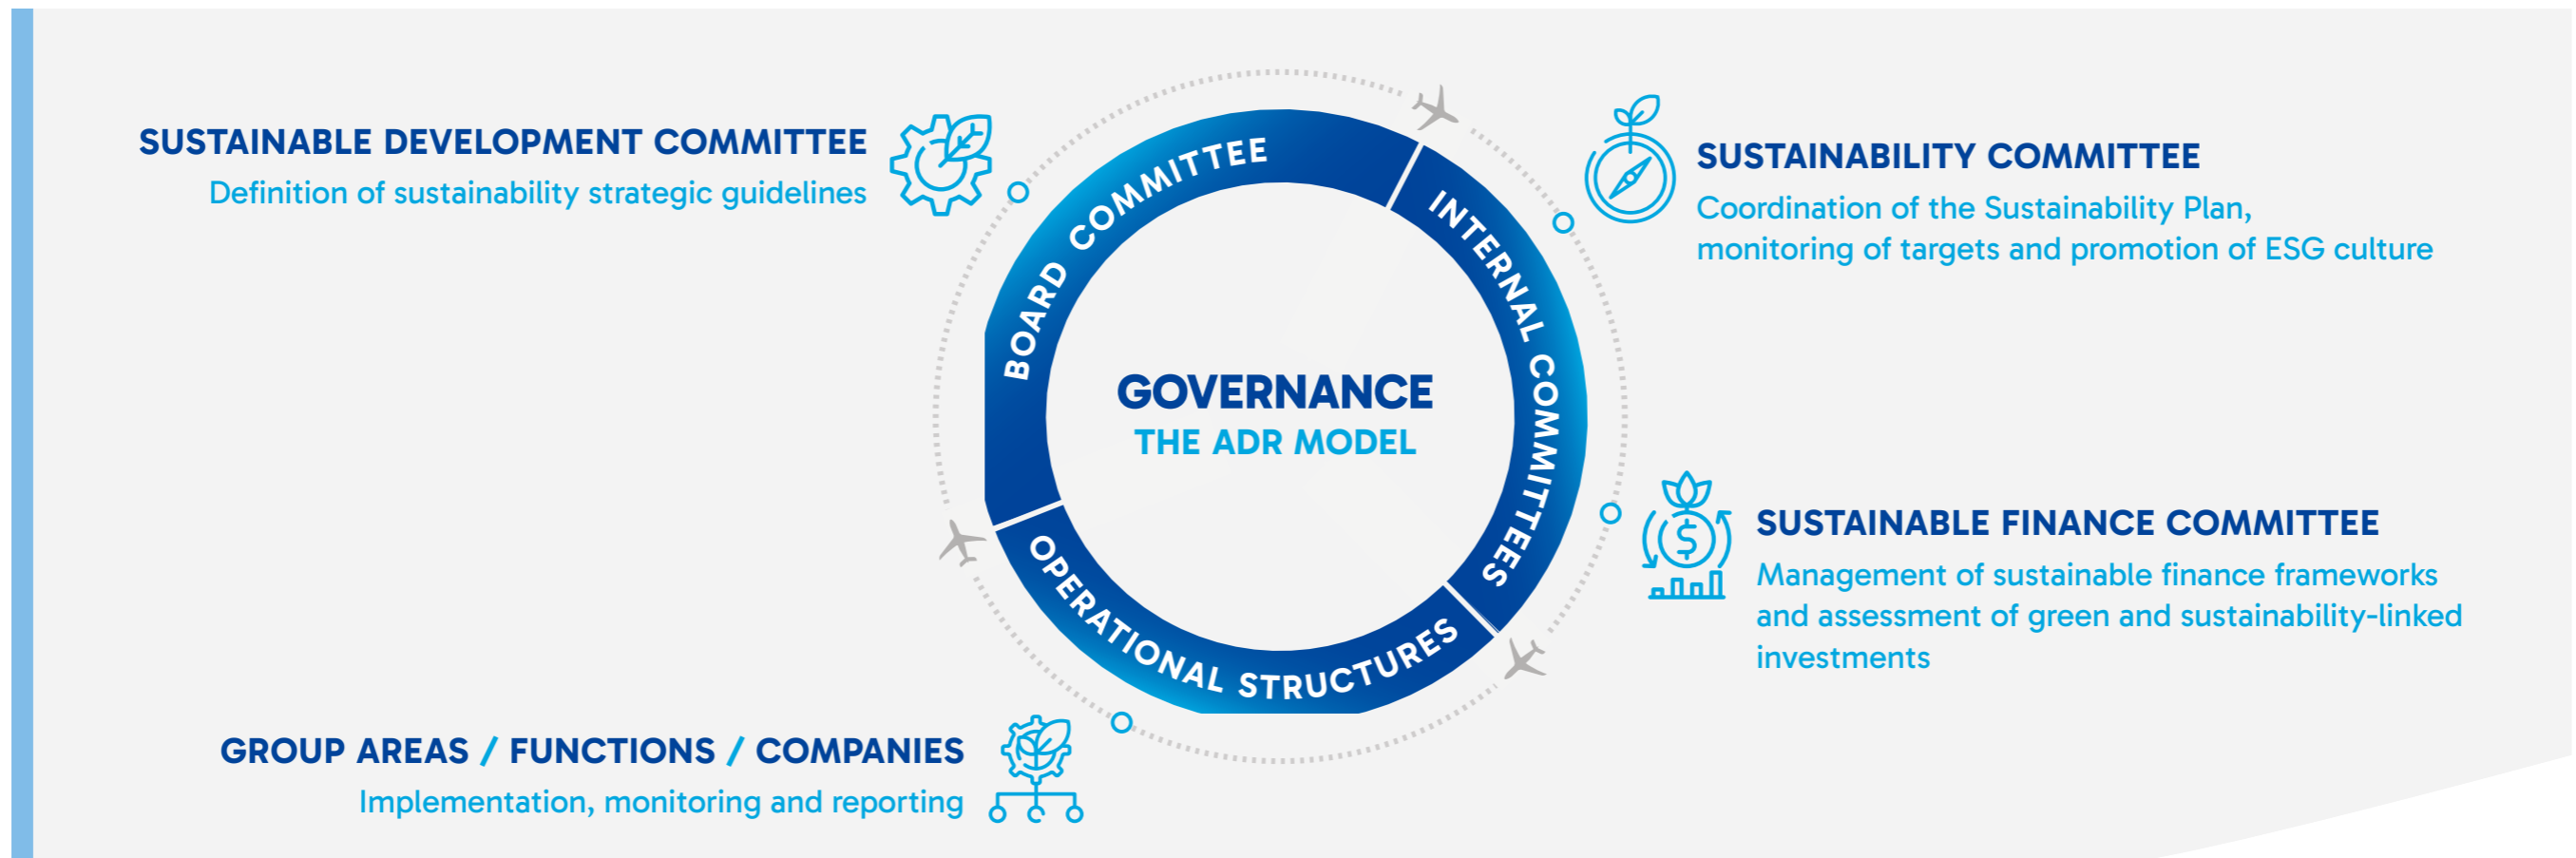 SUSTAINABLE DEVELOPMENT COMMITTEE
Definition of sustainability strategic guidelines
BOARD COMMITTEE
INTERNAL COMMITTEES
SUSTAINABILITY COMMITTEE
Coordination of the Sustainability Plan,
monitoring of targets and promotion of ESG culture
GOVERNANCE
THE ADR MODEL
SUSTAINABLE FINANCE COMMITTEE
Management of sustainable finance frameworks
and assessment of green and sustainability-linked
investments
OPERATIONAL STRUCTURES
GROUP AREAS / FUNCTIONS / COMPANIES
Implementation, monitoring and reporting